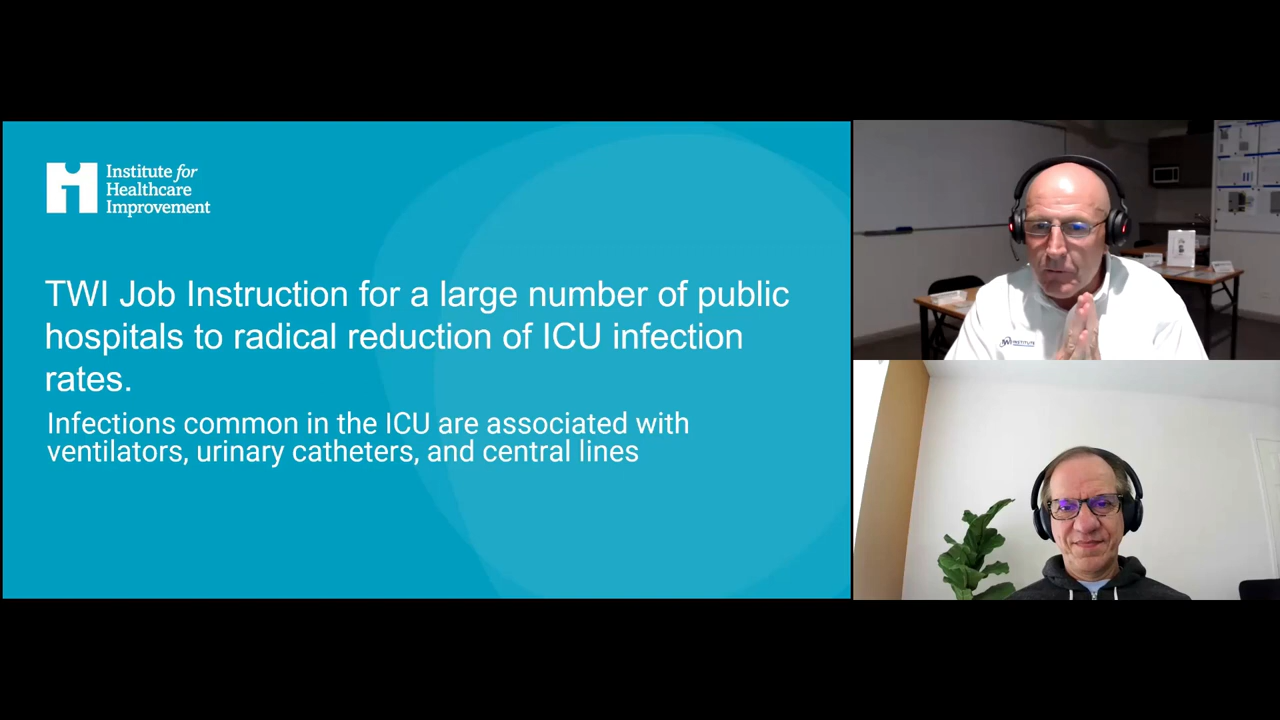 Institute for
Healthcare
Improvement
TWI Job Instruction for a large number of public
hospitals to radical reduction of ICU infection
rates.
Infections common in the ICU are associated with
ventilators, urinary catheters, and central lines
INSTITUTE